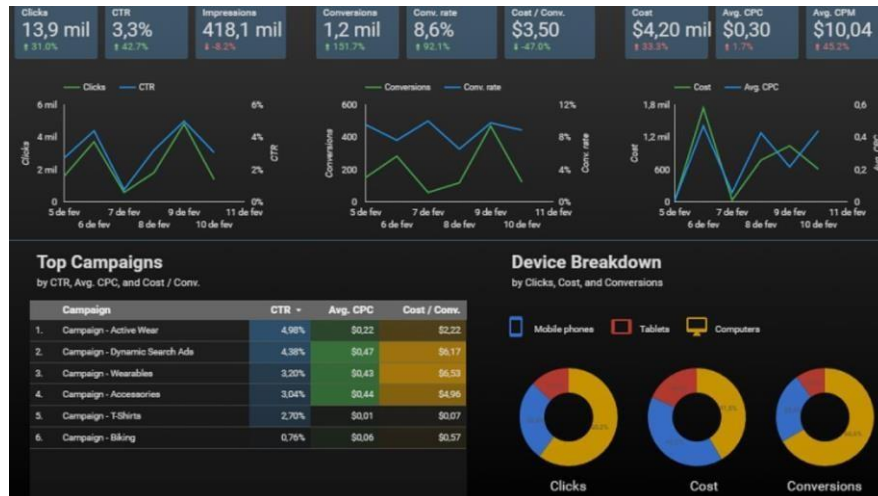 Clicks
13,9 mil
31.0%
CTR
3,3%
42.7%
Impressions
418,1 mil
-8.2%
Conversions
1,2 mil
151.7%
Conv. rate
8,6%
92.1%
Cost / Conv.
$3,50
-47.0%
Cost
$4,20 mil
33.3%
Avg. CPC
$0,30
1.7%
Avg. CPM
$10,04
45.2%
Clicks CTR
6 mil
4 mil
2 mil
0
Clicks
6%
4%
2%
0%
CTR
5 de fev 7 de fev 9 de fev 11 de fev
6 de fev 8 de fev 10 de fev
Conversions Conv. rate
600
400
200
0
Conversions
12%
8%
4%
0%
Conv. rate
5 de fev 7 de fev 9 de fev 11 de fev
6 de fev 8 de fev 10 de fev
Cost Avg. CPC
1,8 mil
1,2 mil
600
0
Cost
0,6
0,4
0,2
0
Avg. CPC
5 de fev 7 de fev 9 de fev 11 de fev
6 de fev 8 de fev 10 de fev
Top Campaigns
by CTR, Avg. CPC, and Cost / Conv.
Campaign CTR Avg. CPC Cost / Conv.
1. Campaign - Active Wear 4,98% $0,22 $2,22
2. Campaign - Dynamic Search Ads 4,38% $0,47 $6,17
3. Campaign - Wearables 3,20% $0,43 $6,53
4. Campaign - Accessories 3,04% $0,44 $4,96
5. Campaign - T-Shirts 2,70% $0,01 $0,07
6. Campaign - Biking 0,76% $0,06 $0,57
Device Breakdown
by Clicks, Cost, and Conversions
Mobile phones Tablets Computers
Clicks Cost Conversions